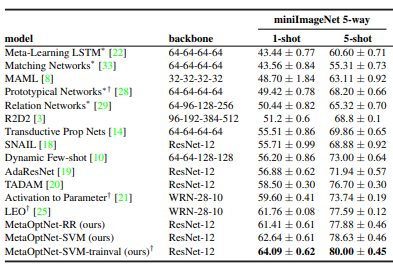 miniImageNet 5-way
model backbone 1-shot 5-shot
Meta-Learning LSTM* [22] 64-64-64-64 43.44 ± 0.77 60.60 ± 0.71
Matching Networks* [33] 64-64-64-64 43.56 ± 0.84 55.31 ± 0.73
MAML [8] 32-32-32-32 48.70 ± 1.84 63.11 ± 0.92
Prototypical Networks*† [28] 64-64-64-64 49.42 ± 0.78 68.20 ± 0.66
Relation Networks* [29] 64-96-128-256 50.44 ± 0.82 65.32 ± 0.70
R2D2 [3] 96-192-384-512 51.2 ± 0.6 68.8 ± 0.1
Transductive Prop Nets [14] 64-64-64-64 55.51 ± 0.86 69.86 ± 0.65
SNAIL [18] ResNet-12 55.71 ± 0.99 68.88 ± 0.92
Dynamic Few-shot [10] 64-64-128-128 56.20 ± 0.86 73.00 ± 0.64
AdaResNet [19] ResNet-12 56.88 ± 0.62 71.94 ± 0.57
TADAM [20] ResNet-12 58.50 ± 0.30 76.70 ± 0.30
Activation to Parameter† [21] WRN-28-10 59.60 ± 0.41 73.74 ± 0.19
LEO† [25] WRN-28-10 61.76 ± 0.08 77.59 ± 0.12
MetaOptNet-RR (ours) ResNet-12 61.41 ± 0.61 77.88 ± 0.46
MetaOptNet-SVM (ours) ResNet-12 62.64 ± 0.61 78.63 ± 0.46
MetaOptNet-SVM-trainval (ours)† ResNet-12 64.09 ± 0.62 80.00 ± 0.45